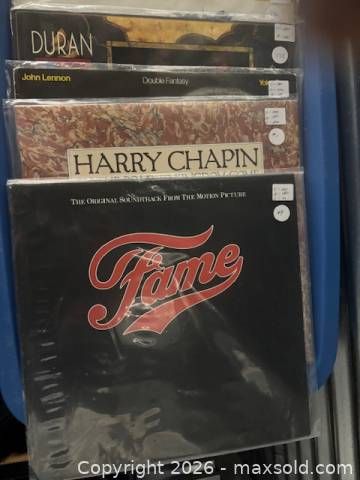 DURAN
John Lennon Double Fantasy Yo
HARRY CHAPIN
THE ORIGINAL SOUNDTRACK FROM THE MOTION PICTURE
Fame
Copyright 2026 - maxsold.com